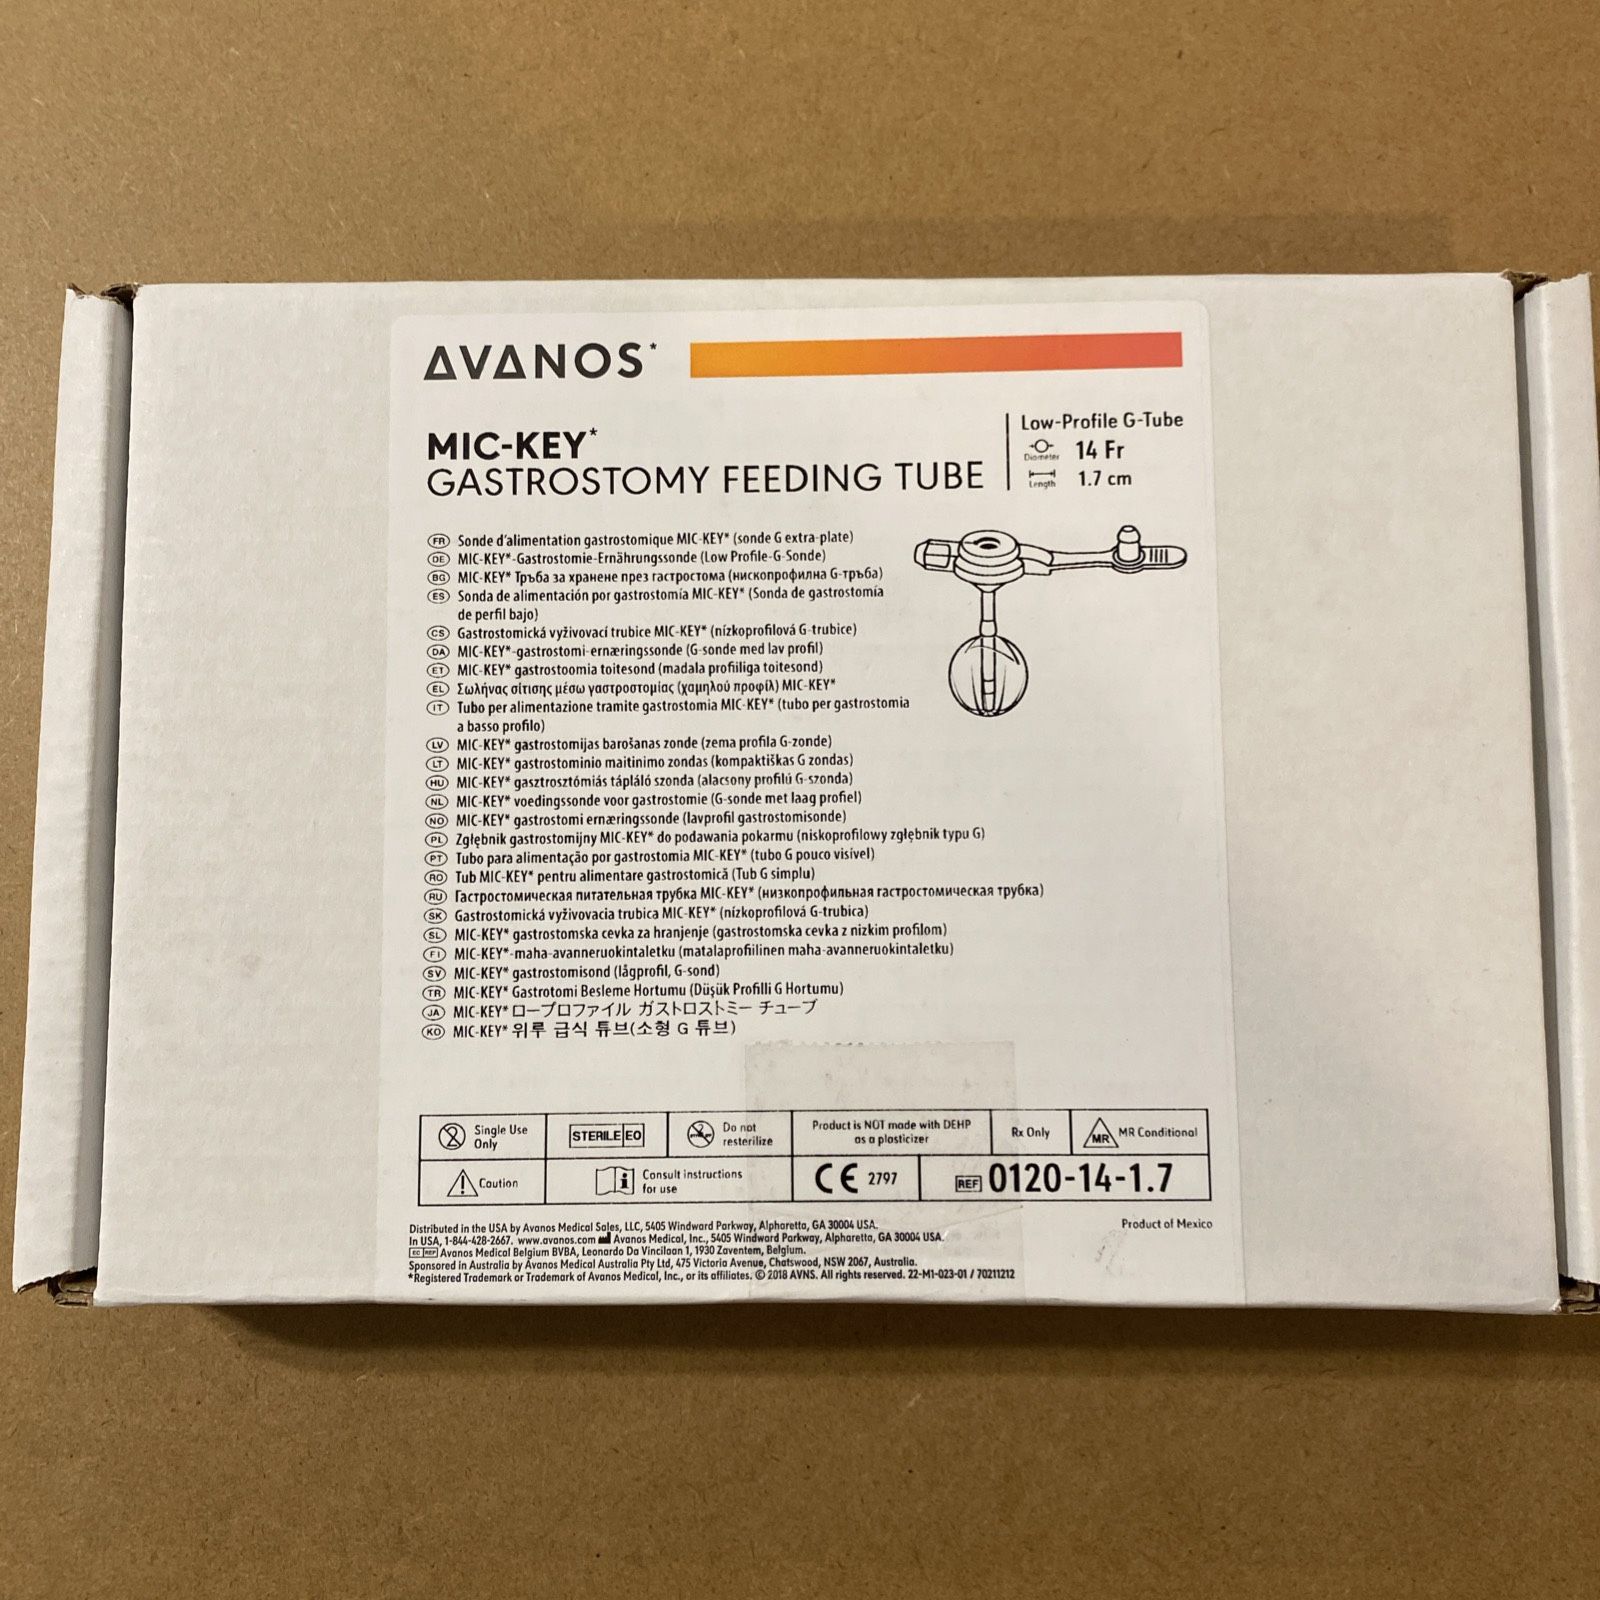 AVANOS*
MIC-KEY*
GASTROSTOMY FEEDING TUBE
Low-Profile G-Tube
Diameter 14 Fr
Length 1.7 cm
FR Sonde d'alimentation gastrostomique MIC-KEY* (sonde G extra-plate)
DE MIC-KEY*-Gastrostomie-Ernährungssonde (Low Profile-G-Sonde)
BG MIC-KEY* Тръба за хранене през гастростома (нископрофилна G-тръба)
ES Sonda de alimentación por gastrostomía MIC-KEY* (Sonda de gastrostomía
de perfil bajo)
CS Gastrostomická vyživovací trubice MIC-KEY* (nízkoprofilová G-trubice)
DA MIC-KEY*-gastrostomi-ernæringssonde (G-sonde med lav profil)
ET MIC-KEY* gastrostoomia toitesond (madala profiiliga toitesond)
EL Σωλήνας σίτισης μέσω γαστροστομίας (χαμηλού προφίλ) MIC-KEY*
IT Tubo per alimentazione tramite gastrostomia MIC-KEY* (tubo per gastrostomia
a basso profilo)
LV MIC-KEY* gastrostomijas barošanas zonde (zema profila G-zonde)
LT MIC-KEY* gastrostominio maitinimo zondas (kompaktiškas G zondas)
HU MIC-KEY* gasztrosztómiás tápláló szonda (alacsony profilú G-szonda)
NL MIC-KEY* voedingssonde voor gastrostomie (G-sonde met laag profiel)
NO MIC-KEY* gastrostomi ernæringssonde (lavprofil gastrostomisonde)
PL Zgłębnik gastrostomijny MIC-KEY* do podawania pokarmu (niskoprofilowy zgłębnik typu G)
PT Tubo para alimentação por gastrostomia MIC-KEY* (tubo G pouco visível)
RO Tub MIC-KEY* pentru alimentare gastrostomică (Tub G simplu)
RU Гастростомическая питательная трубка MIC-KEY* (низкопрофильная гастростомическая трубка)
SK Gastrostomická vyživovacia trubica MIC-KEY* (nízkoprofilová G-trubica)
SL MIC-KEY* gastrostomska cevka za hranjenje (gastrostomska cevka z nizkim profilom)
FI MIC-KEY*-maha-avanneruokintaletku (matalaprofiilinen maha-avanneruokintaletku)
SV MIC-KEY* gastrostomisond (lågprofil, G-sond)
TR MIC-KEY* Gastrotomi Besleme Hortumu (Düşük Profilli G Hortumu)
JA MIC-KEY* ロープロファイル ガストロストミー チューブ
KO MIC-KEY* 위루 급식 튜브(소형 G 튜브)
Single Use
Only
STERILE EO
2
Do not
resterilize
Product is NOT made with DEHP
as a plasticizer
Rx Only
MR MR Conditional
Caution
Consult instructions
for use
CE 2797
REF 0120-14-1.7
Distributed in the USA by Avanos Medical Sales, LLC, 5405 Windward Parkway, Alpharetta, GA 30004 USA.
In USA, 1-844-428-2667. www.avanos.com Avanos Medical, Inc., 5405 Windward Parkway, Alpharetta, GA 30004 USA.
EC REP Avanos Medical Belgium BVBA, Leonardo Da Vincilaan 1, 1930 Zaventem, Belgium.
Sponsored in Australia by Avanos Medical Australia Pty Ltd, 475 Victoria Avenue, Chatswood, NSW 2067, Australia.
*Registered Trademark or Trademark of Avanos Medical, Inc., or its affiliates. © 2018 AVNS. All rights reserved. 22-M1-023-01 / 70211212
Product of Mexico